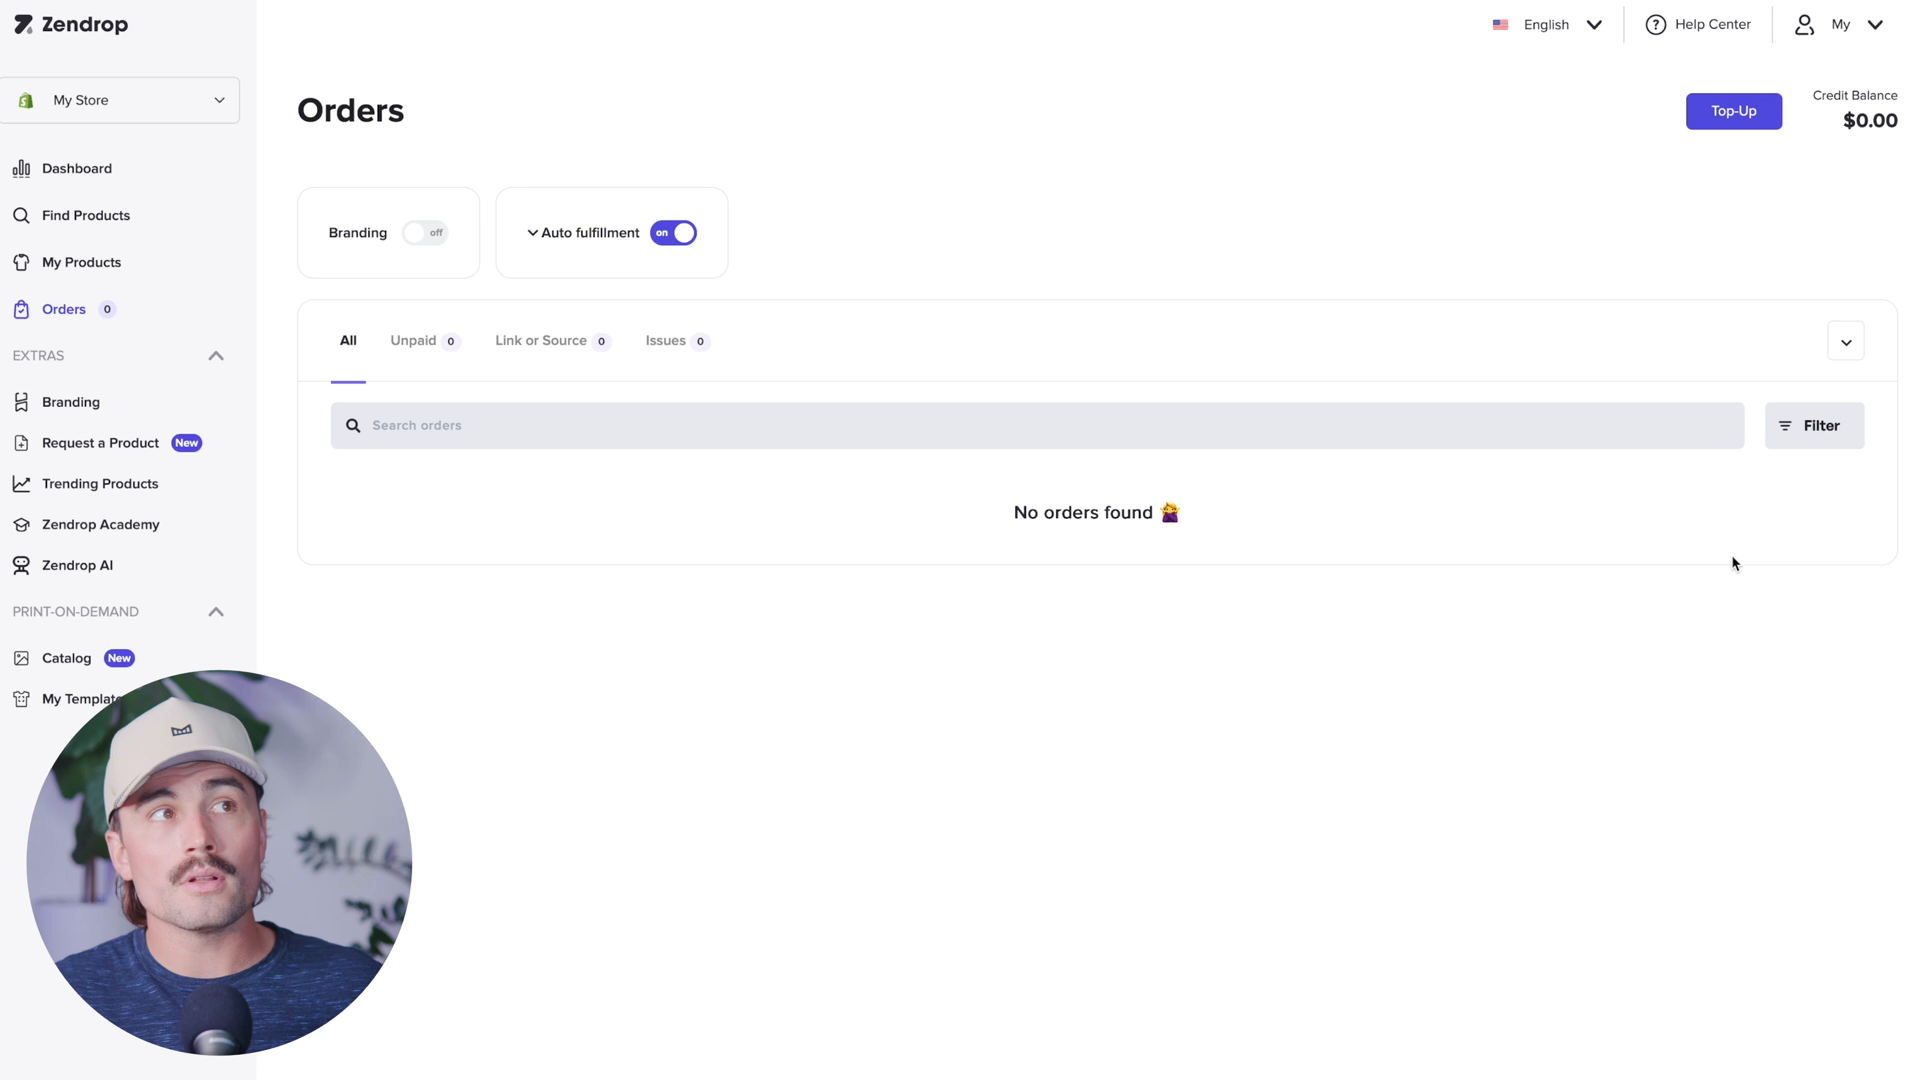 Zendrop
English
Help Center
My
My Store
Orders
Top-Up
Credit Balance
$0.00
Dashboard
Find Products
My Products
Orders 0
EXTRAS
Branding
Request a Product New
Trending Products
Zendrop Academy
Zendrop AI
PRINT-ON-DEMAND
Catalog New
My Templat
Branding off
Auto fulfillment on
All
Unpaid 0
Link or Source 0
Issues 0
Search orders
Filter
No orders found